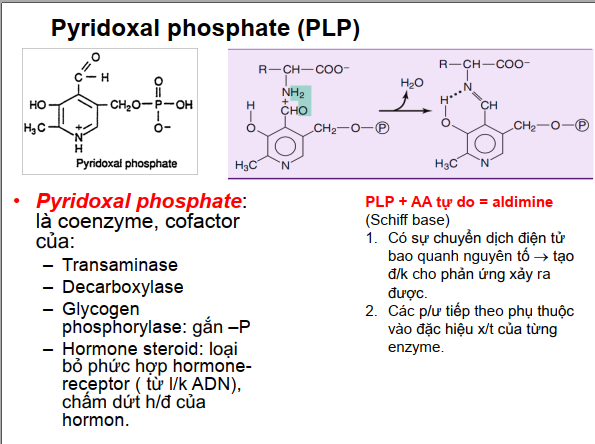 Pyridoxal phosphate (PLP)
O
C – H
O
HO
CH₂O – P – OH
H₃C
O–
N
+
H
Pyridoxal phosphate
R — CH — COO⁻
NH₂
+
CHO
H
O
CH₂ — O — P
H₃C
N
H₂O
R — CH — COO⁻
N
H
CH
O
CH₂ — O — P
H₃C
N
• Pyridoxal phosphate:
là coenzyme, cofactor
của:
– Transaminase
– Decarboxylase
– Glycogen
phosphorylase: gắn –P
– Hormone steroid: loại
bỏ phức hợp hormone-
receptor ( từ l/k ADN),
chấm dứt h/đ của
hormon.
PLP + AA tự do = aldimine
(Schiff base)
1. Có sự chuyển dịch điện tử
bao quanh nguyên tố → tạo
đ/k cho phản ứng xảy ra
được.
2. Các p/ư tiếp theo phụ thuộc
vào đặc hiệu x/t của từng
enzyme.